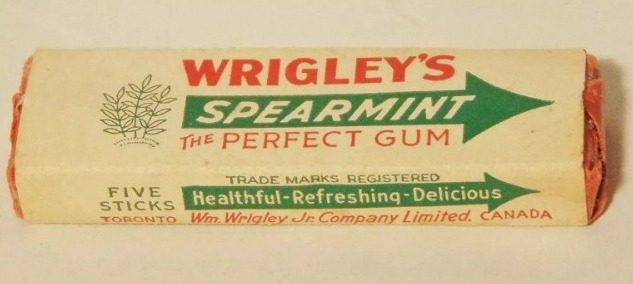 WRIGLEY'S
SPEARMINT
THE PERFECT GUM
TRADE MARKS REGISTERED
FIVE STICKS
Healthful-Refreshing-Delicious
TORONTO Wm. Wrigley Jr. Company Limited. CANADA